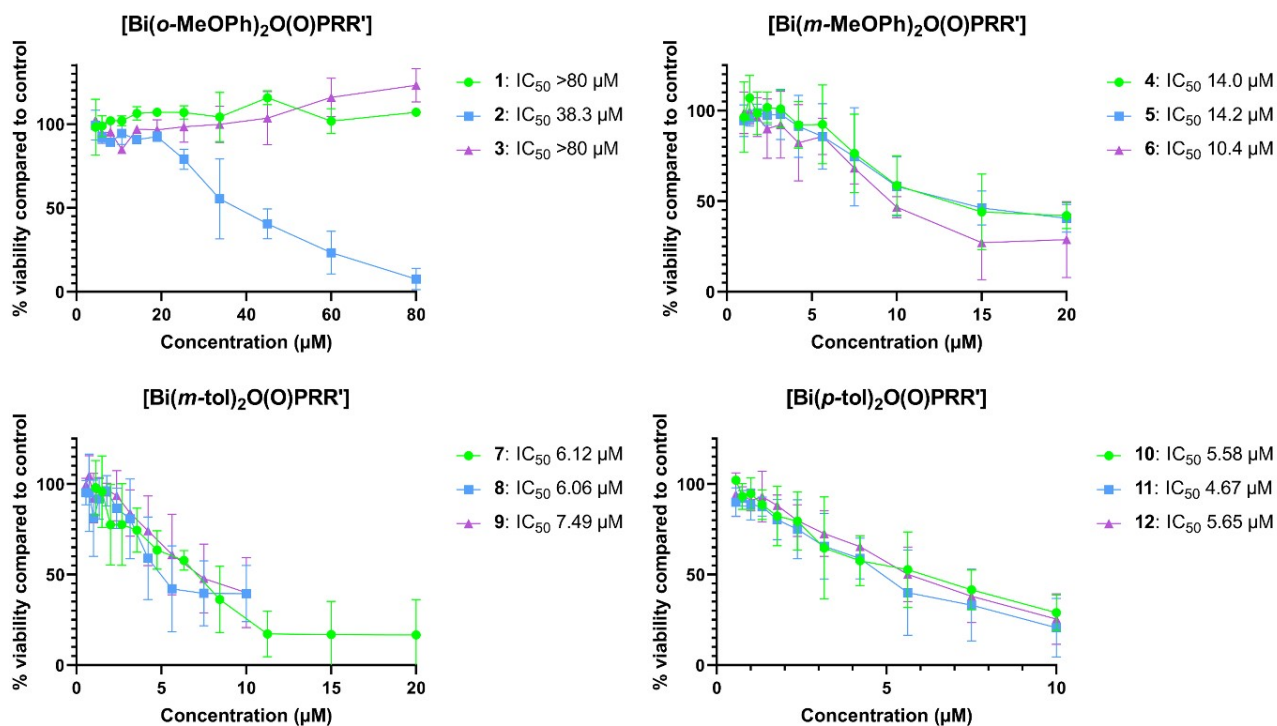 [Bi(o-MeOPh)₂O(O)PRR']
% viability compared to control
100
50
0
0 20 40 60 80
Concentration (µM)
1: IC₅₀ >80 µM
2: IC₅₀ 38.3 µM
3: IC₅₀ >80 µM
[Bi(m-MeOPh)₂O(O)PRR']
% viability compared to control
100
50
0
0 5 10 15 20
Concentration (µM)
4: IC₅₀ 14.0 µM
5: IC₅₀ 14.2 µM
6: IC₅₀ 10.4 µM
[Bi(m-tol)₂O(O)PRR']
% viability compared to control
100
50
0
0 5 10 15 20
Concentration (µM)
7: IC₅₀ 6.12 µM
8: IC₅₀ 6.06 µM
9: IC₅₀ 7.49 µM
[Bi(p-tol)₂O(O)PRR']
% viability compared to control
100
50
0
0 5 10
Concentration (µM)
10: IC₅₀ 5.58 µM
11: IC₅₀ 4.67 µM
12: IC₅₀ 5.65 µM